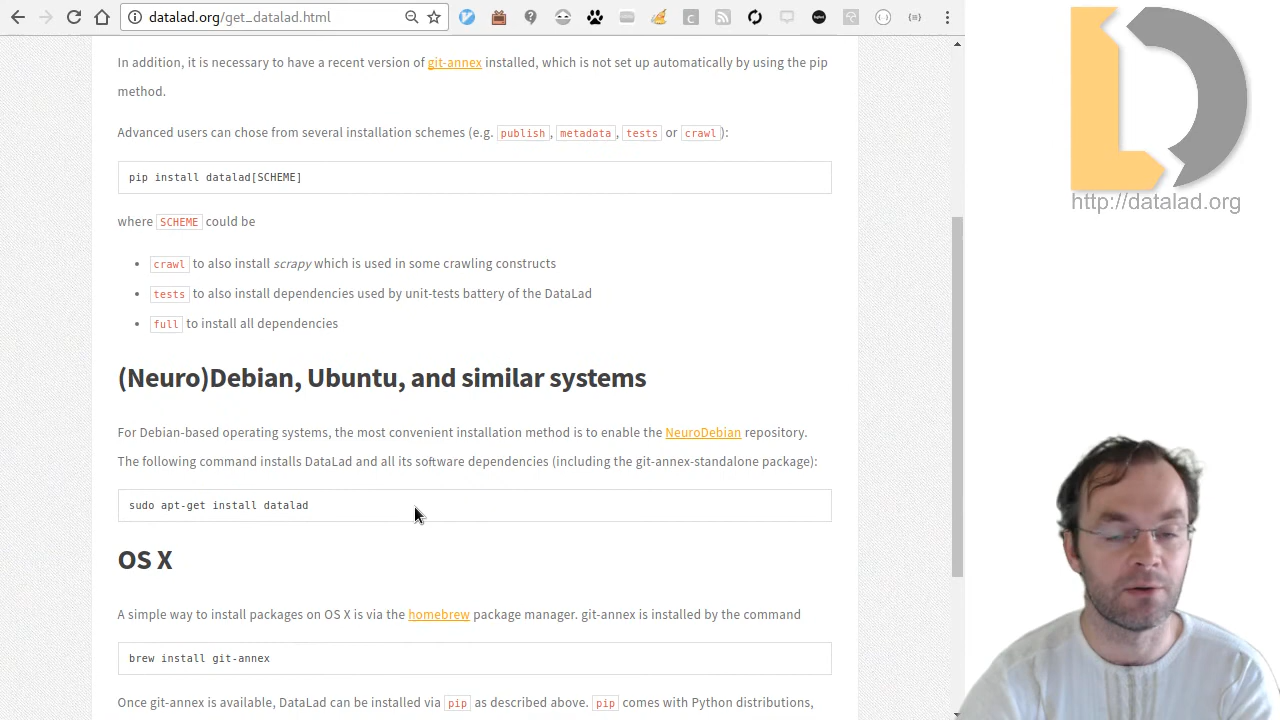 datalad.org/get_datalad.html
In addition, it is necessary to have a recent version of git-annex installed, which is not set up automatically by using the pip
method.
Advanced users can chose from several installation schemes (e.g. publish, metadata, tests or crawl):
pip install datalad[SCHEME]
where SCHEME could be
• crawl to also install scrapy which is used in some crawling constructs
• tests to also install dependencies used by unit-tests battery of the DataLad
• full to install all dependencies
(Neuro)Debian, Ubuntu, and similar systems
For Debian-based operating systems, the most convenient installation method is to enable the NeuroDebian repository.
The following command installs DataLad and all its software dependencies (including the git-annex-standalone package):
sudo apt-get install datalad
OS X
A simple way to install packages on OS X is via the homebrew package manager. git-annex is installed by the command
brew install git-annex
Once git-annex is available, DataLad can be installed via pip as described above. pip comes with Python distributions,
http://datalad.org